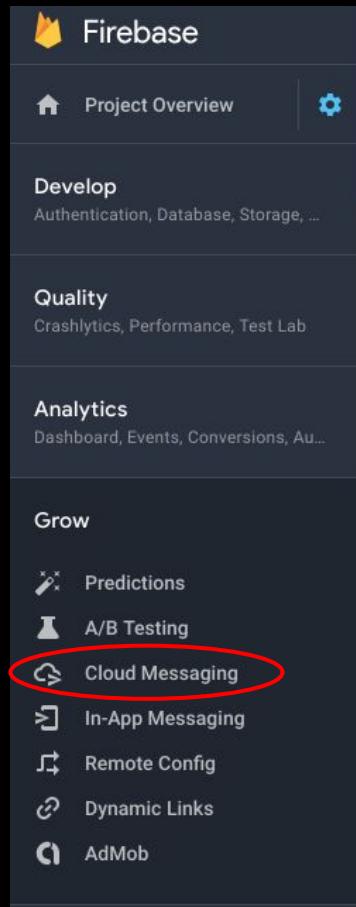 Firebase
Project Overview
Develop
Authentication, Database, Storage, ...
Quality
Crashlytics, Performance, Test Lab
Analytics
Dashboard, Events, Conversions, Au...
Grow
Predictions
A/B Testing
Cloud Messaging
In-App Messaging
Remote Config
Dynamic Links
AdMob